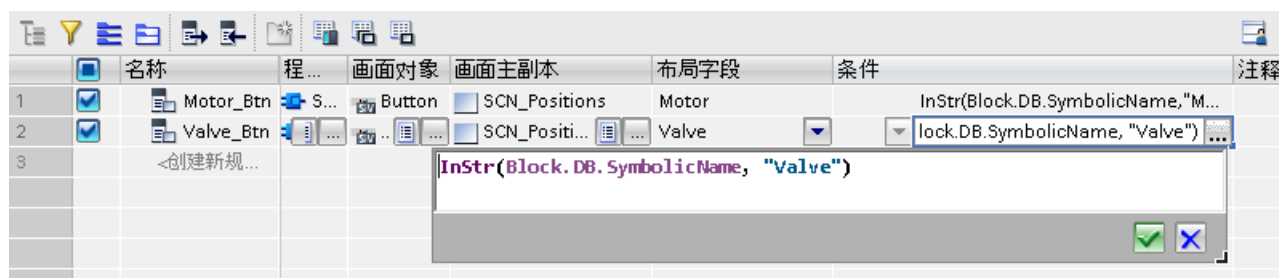 名称 程... 画面对象 画面主副本 布局字段 条件 注释
1 Motor_Btn S... Button SCN_Positions Motor InStr(Block.DB.SymbolicName,"M...
2 Valve_Btn ... .. ... SCN_Positi... ... Valve lock.DB.SymbolicName, "Valve") ...
3 <创建新规...
InStr(Block.DB.SymbolicName, "Valve")